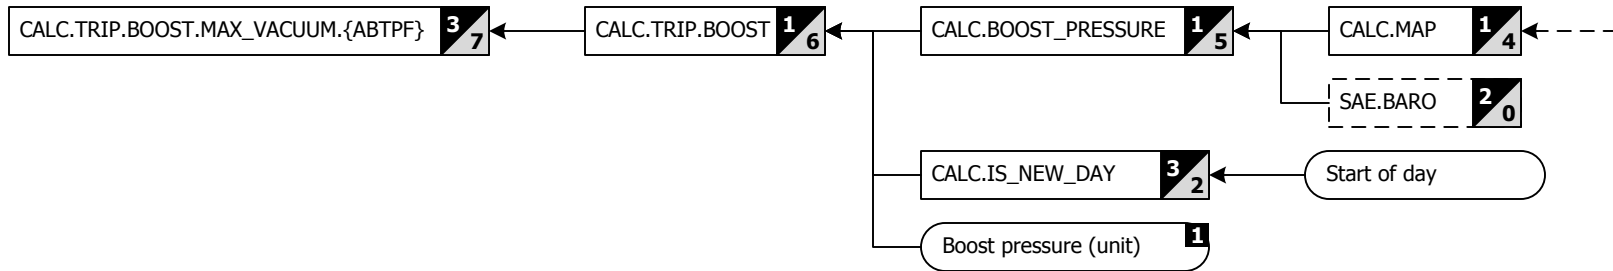 CALC.TRIP.BOOST.MAX_VACUUM.{ABTPF} 3 7 CALC.TRIP.BOOST 1 6 CALC.BOOST_PRESSURE 1 5 CALC.MAP 1 4
SAE.BARO 2 0
CALC.IS_NEW_DAY 3 2 Start of day
Boost pressure (unit) 1